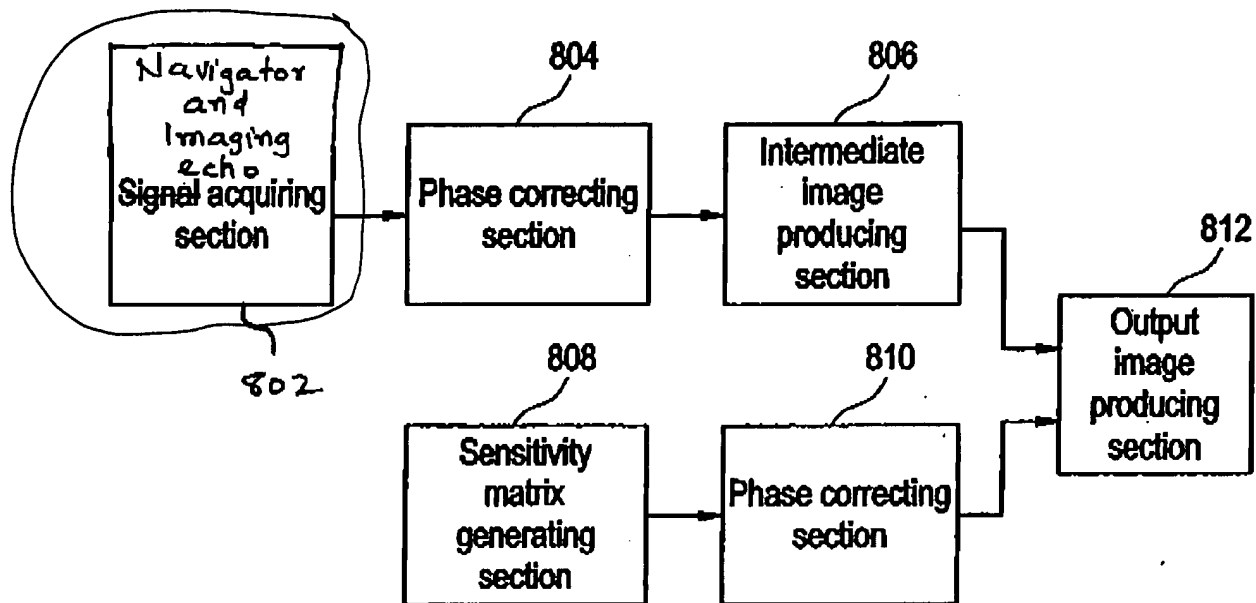 804
806
Navigator
and
Imaging
echo
Signal acquiring
section
Phase correcting
section
Intermediate
image
producing
section
812
802
808
810
Output
image
producing
section
Sensitivity
matrix
generating
section
Phase correcting
section